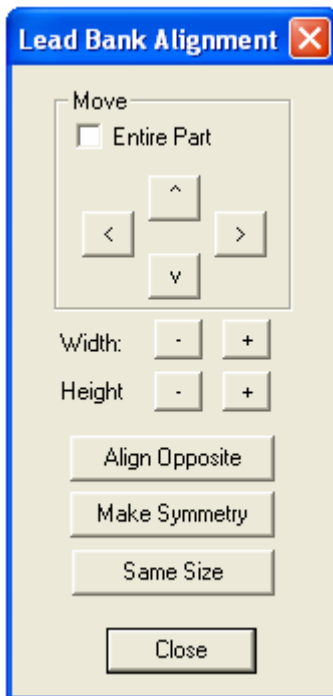 Lead Bank Alignment
Move
Entire Part
^
< >
v
Width: - +
Height - +
Align Opposite
Make Symmetry
Same Size
Close